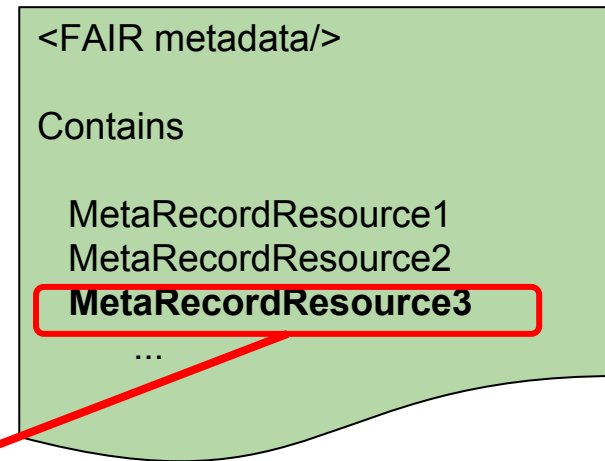 <FAIR metadata/>
Contains
MetaRecordResource1
MetaRecordResource2
MetaRecordResource3
...